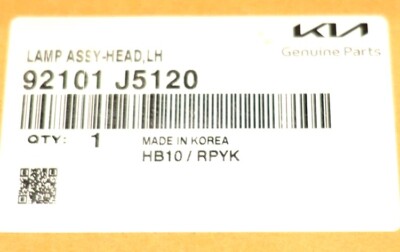 KIA
Genuine Parts
LAMP ASSY-HEAD,LH
92101 J5120
QTY: 1
MADE IN KOREA
HB10 / RPYK